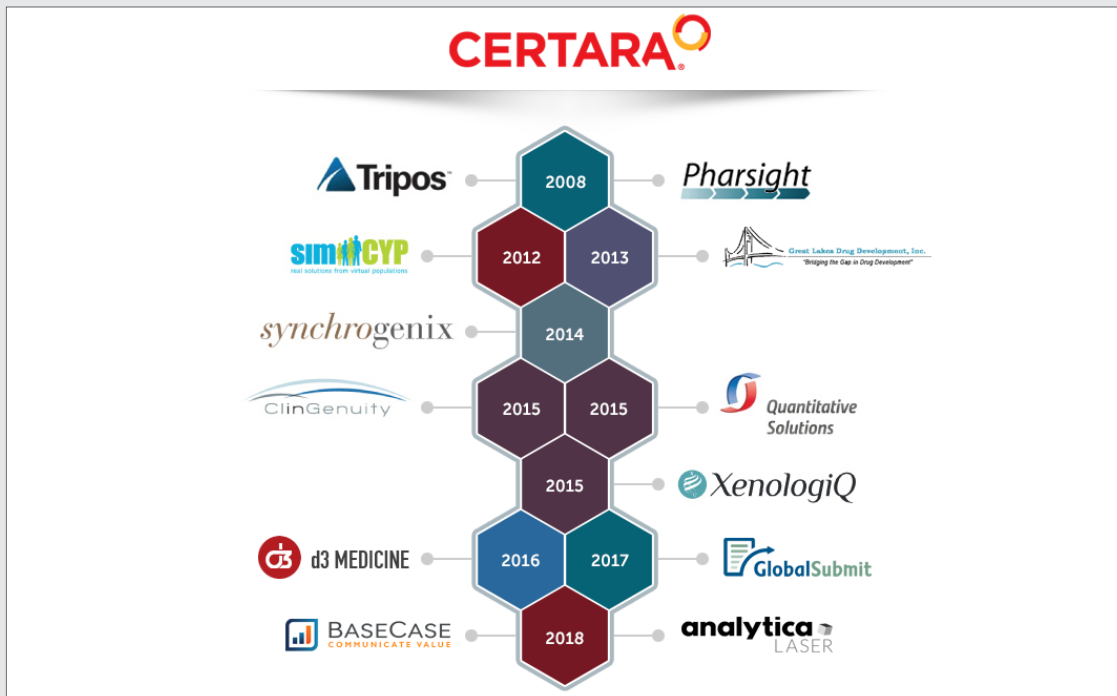 CERTARA®
Tripos™
2008
Pharsight
simCYP
real solutions from virtual populations
2012
2013
Great Lakes Drug Development, Inc.
"Bridging the Gap in Drug Development"
synchrogenix
2014
ClinGenuity
2015
2015
Quantitative
Solutions
2015
XenologiQ
d3
d3 MEDICINE
2016
2017
GlobalSubmit
BASECASE
COMMUNICATE VALUE
2018
analytica
LASER